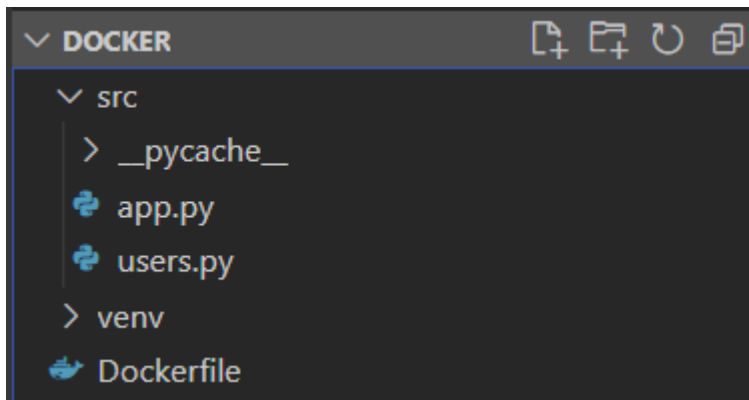 DOCKER
src
__pycache__
app.py
users.py
venv
Dockerfile